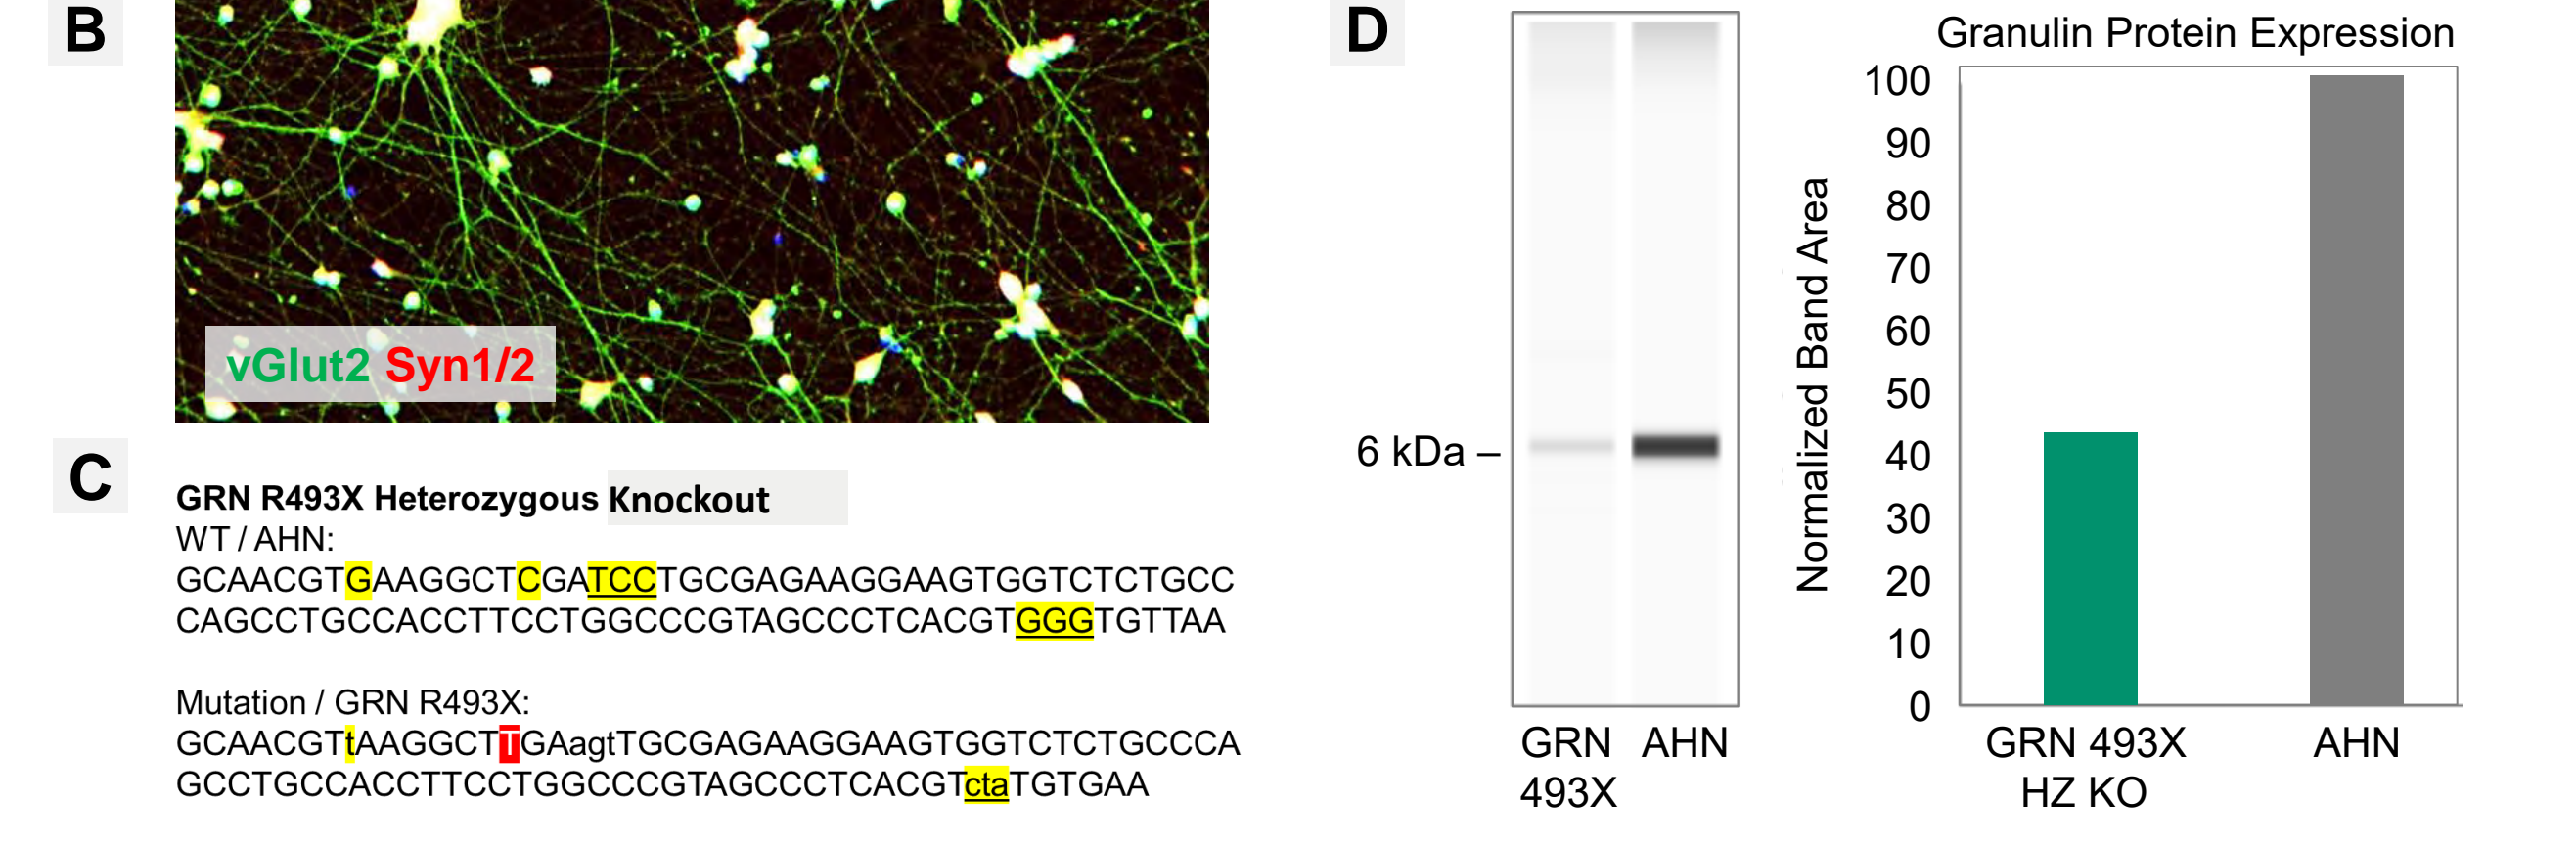 B
vGlut2 Syn1/2
C
GRN R493X Heterozygous Knockout
WT / AHN:
GCAACGTGAAGGCTCGATCCTGCGAGAAGGAAGTGGTCTCTGCC
CAGCCTGCCACCTTCCTGGCCCGTAGCCCTCACGTGGGTGTTAA
Mutation / GRN R493X:
GCAACGTtAAGGCTTGAagtTGCGAGAAGGAAGTGGTCTCTGCCCA
GCCTGCCACCTTCCTGGCCCGTAGCCCTCACGTctaTGTGAA
D
6 kDa –
GRN AHN
493X
Granulin Protein Expression
Normalized Band Area
100
90
80
70
60
50
40
30
20
10
0
GRN 493X AHN
HZ KO